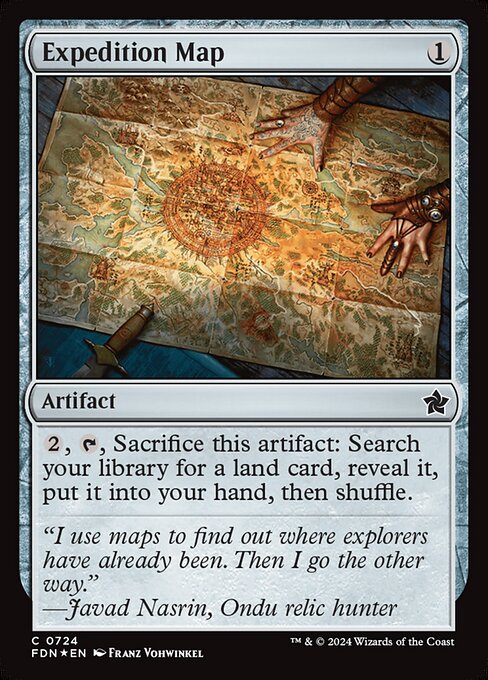 Expedition Map 1
Artifact
2, T, Sacrifice this artifact: Search
your library for a land card, reveal it,
put it into your hand, then shuffle.
“I use maps to find out where explorers
have already been. Then I go the other
way.”
—Javad Nasrin, Ondu relic hunter
C 0724
FDN★EN Franz Vohwinkel
™ & © 2024 Wizards of the Coast